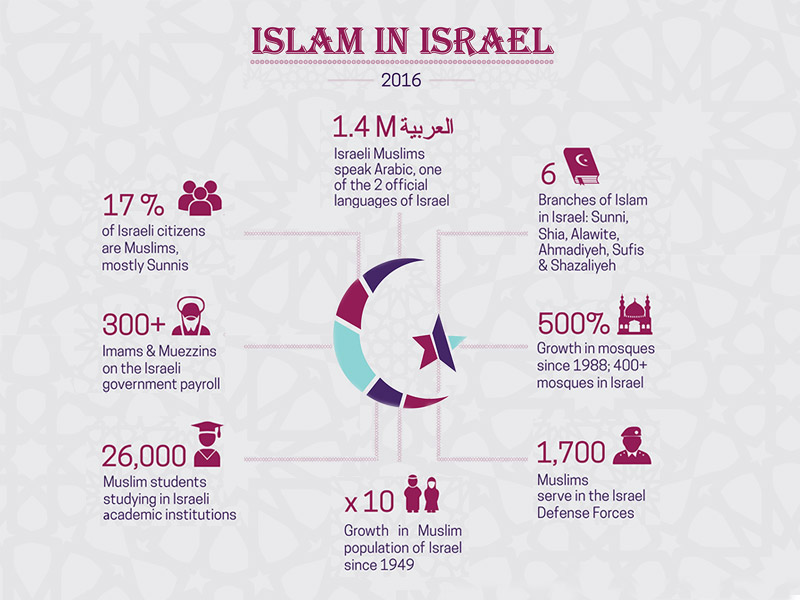 ISLAM IN ISRAEL
2016
1.4 M العربية
Israeli Muslims
speak Arabic, one
of the 2 official
languages of Israel
17 %
of Israeli citizens
are Muslims,
mostly Sunnis
6
Branches of Islam
in Israel: Sunni,
Shia, Alawite,
Ahmadiyeh, Sufis
& Shazaliyeh
300+
Imams & Muezzins
on the Israeli
government payroll
500%
Growth in mosques
since 1988; 400+
mosques in Israel
26,000
Muslim students
studying in Israeli
academic institutions
x 10
Growth in Muslim
population of Israel
since 1949
1,700
Muslims
serve in the Israel
Defense Forces